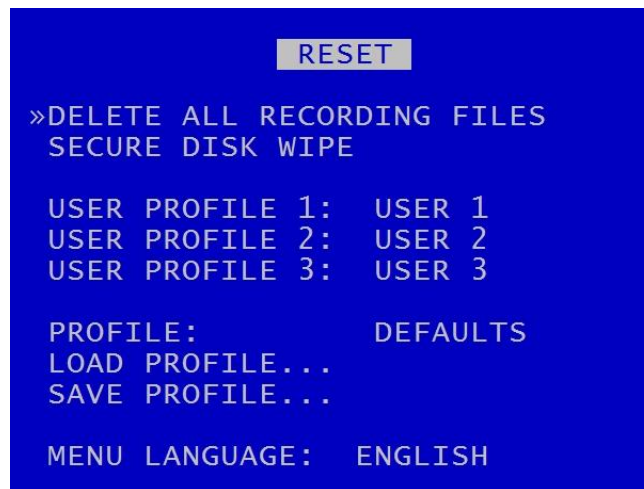 RESET
»DELETE ALL RECORDING FILES
SECURE DISK WIPE
USER PROFILE 1: USER 1
USER PROFILE 2: USER 2
USER PROFILE 3: USER 3
PROFILE: DEFAULTS
LOAD PROFILE...
SAVE PROFILE...
MENU LANGUAGE: ENGLISH